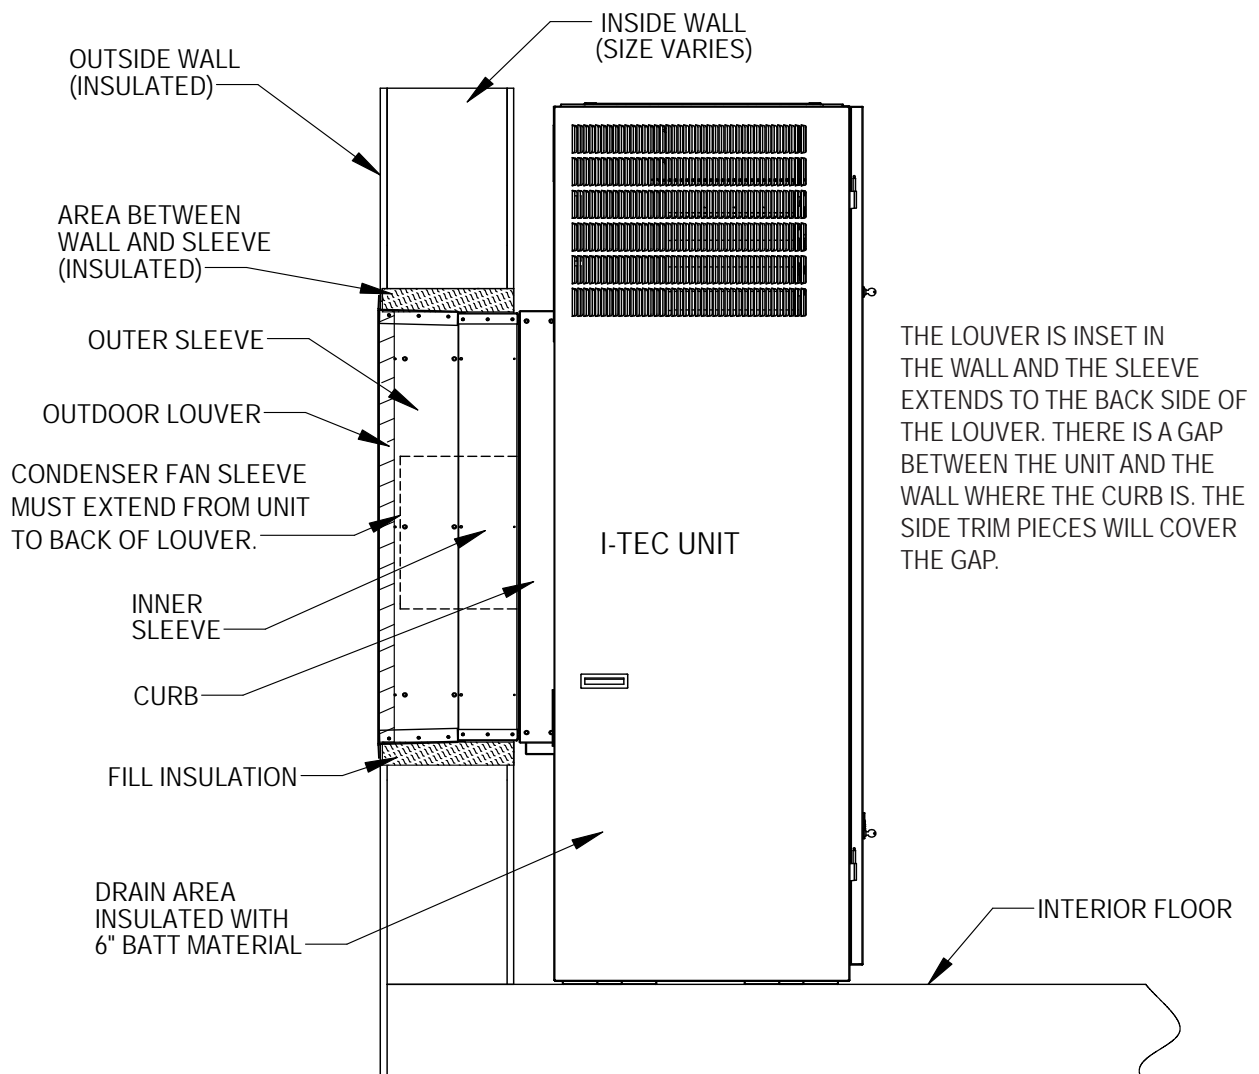 INSIDE WALL
(SIZE VARIES)
OUTSIDE WALL
(INSULATED)
AREA BETWEEN
WALL AND SLEEVE
(INSULATED)
OUTER SLEEVE
OUTDOOR LOUVER
CONDENSER FAN SLEEVE
MUST EXTEND FROM UNIT
TO BACK OF LOUVER.
INNER
SLEEVE
CURB
FILL INSULATION
DRAIN AREA
INSULATED WITH
6" BATT MATERIAL
I-TEC UNIT
THE LOUVER IS INSET IN
THE WALL AND THE SLEEVE
EXTENDS TO THE BACK SIDE OF
THE LOUVER. THERE IS A GAP
BETWEEN THE UNIT AND THE
WALL WHERE THE CURB IS. THE
SIDE TRIM PIECES WILL COVER
THE GAP.
INTERIOR FLOOR